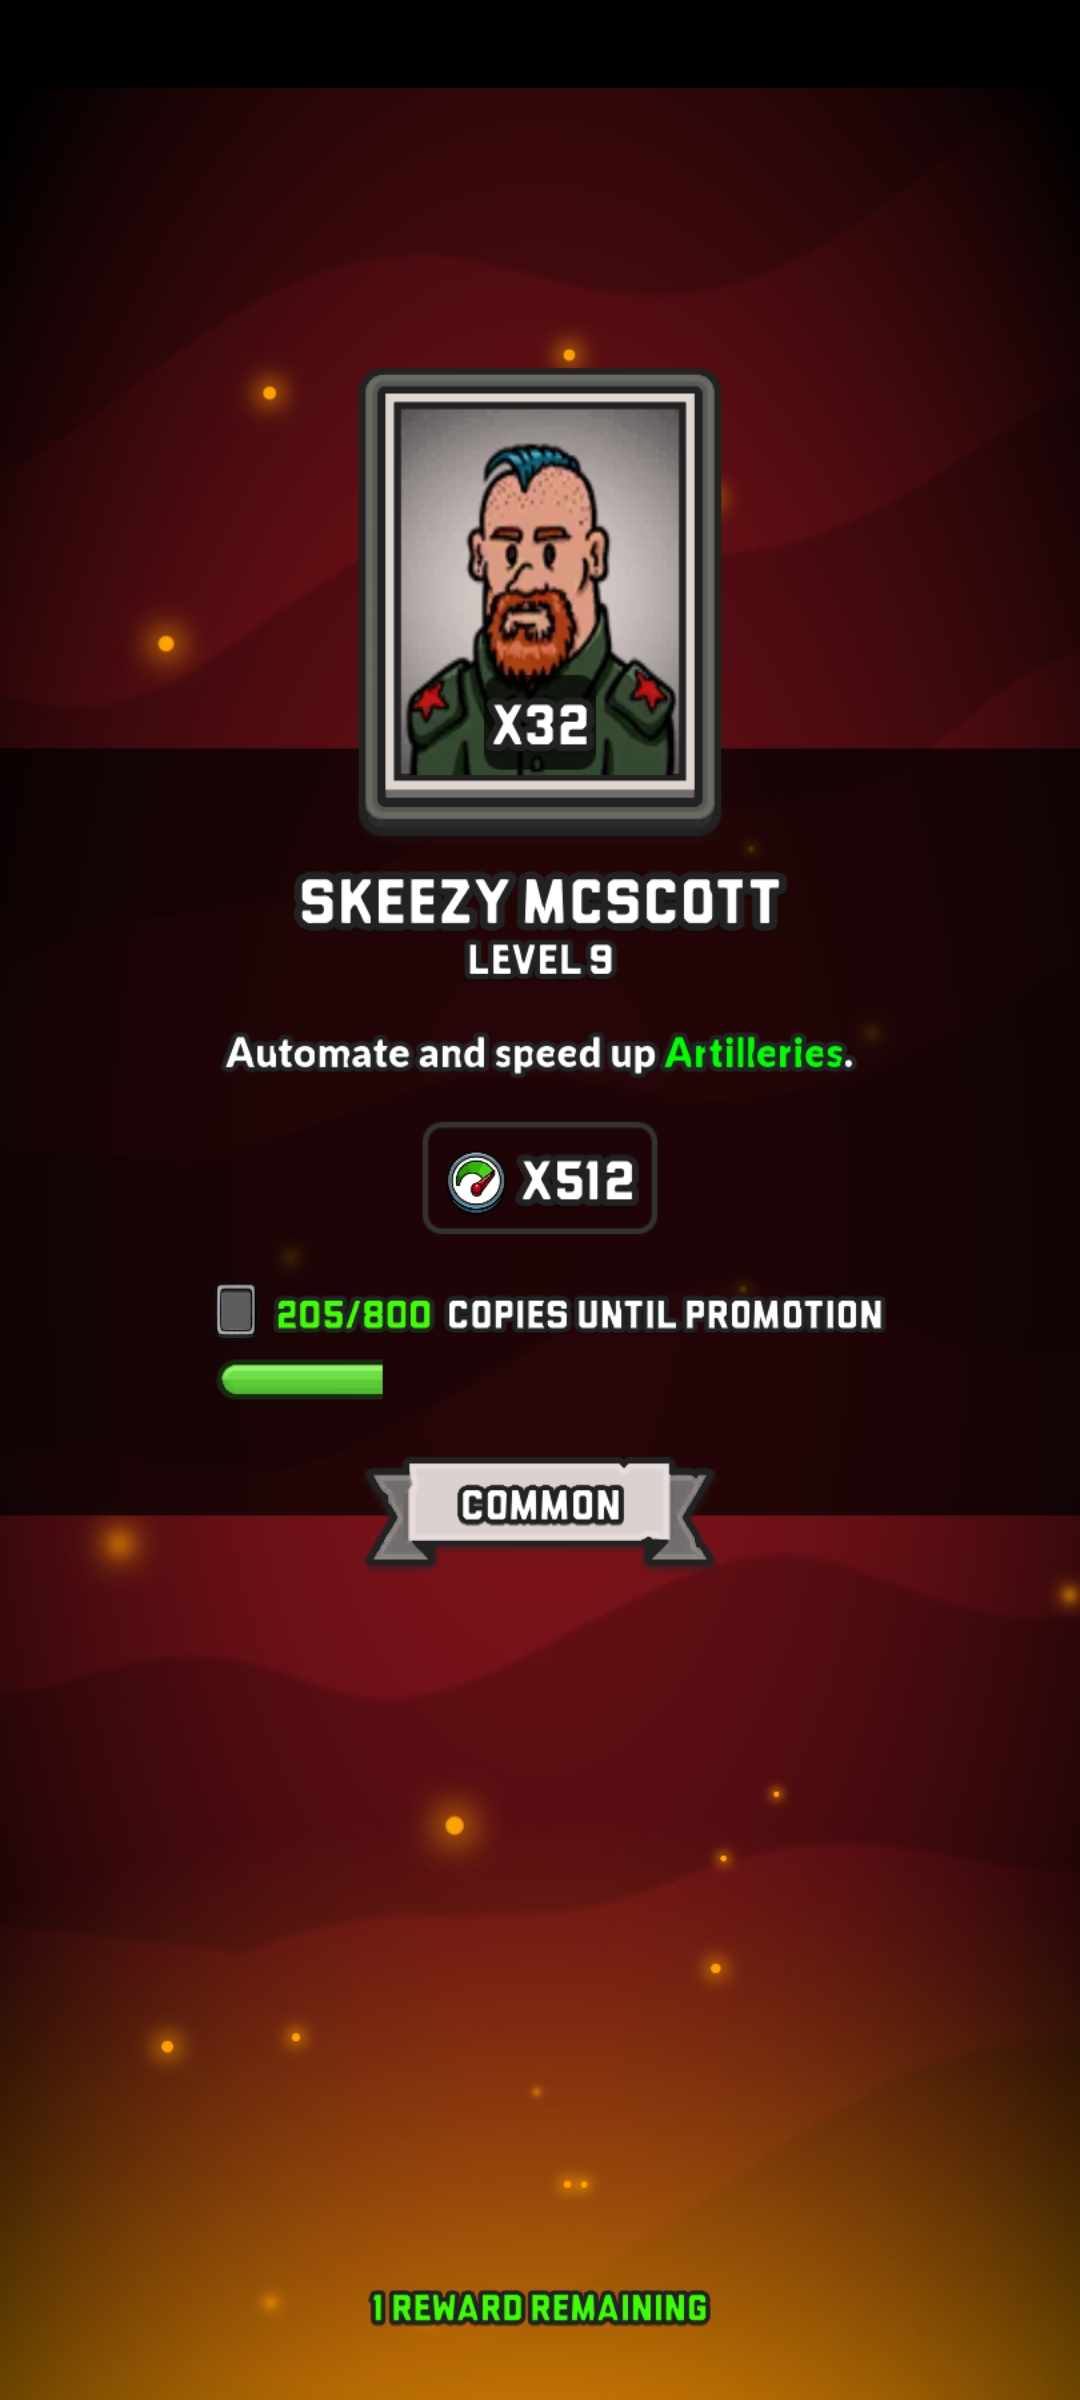 X32
SKEEZY MCSCOTT
LEVEL 9
Automate and speed up Artilleries.
X512
205/800 COPIES UNTIL PROMOTION
COMMON
1 REWARD REMAINING